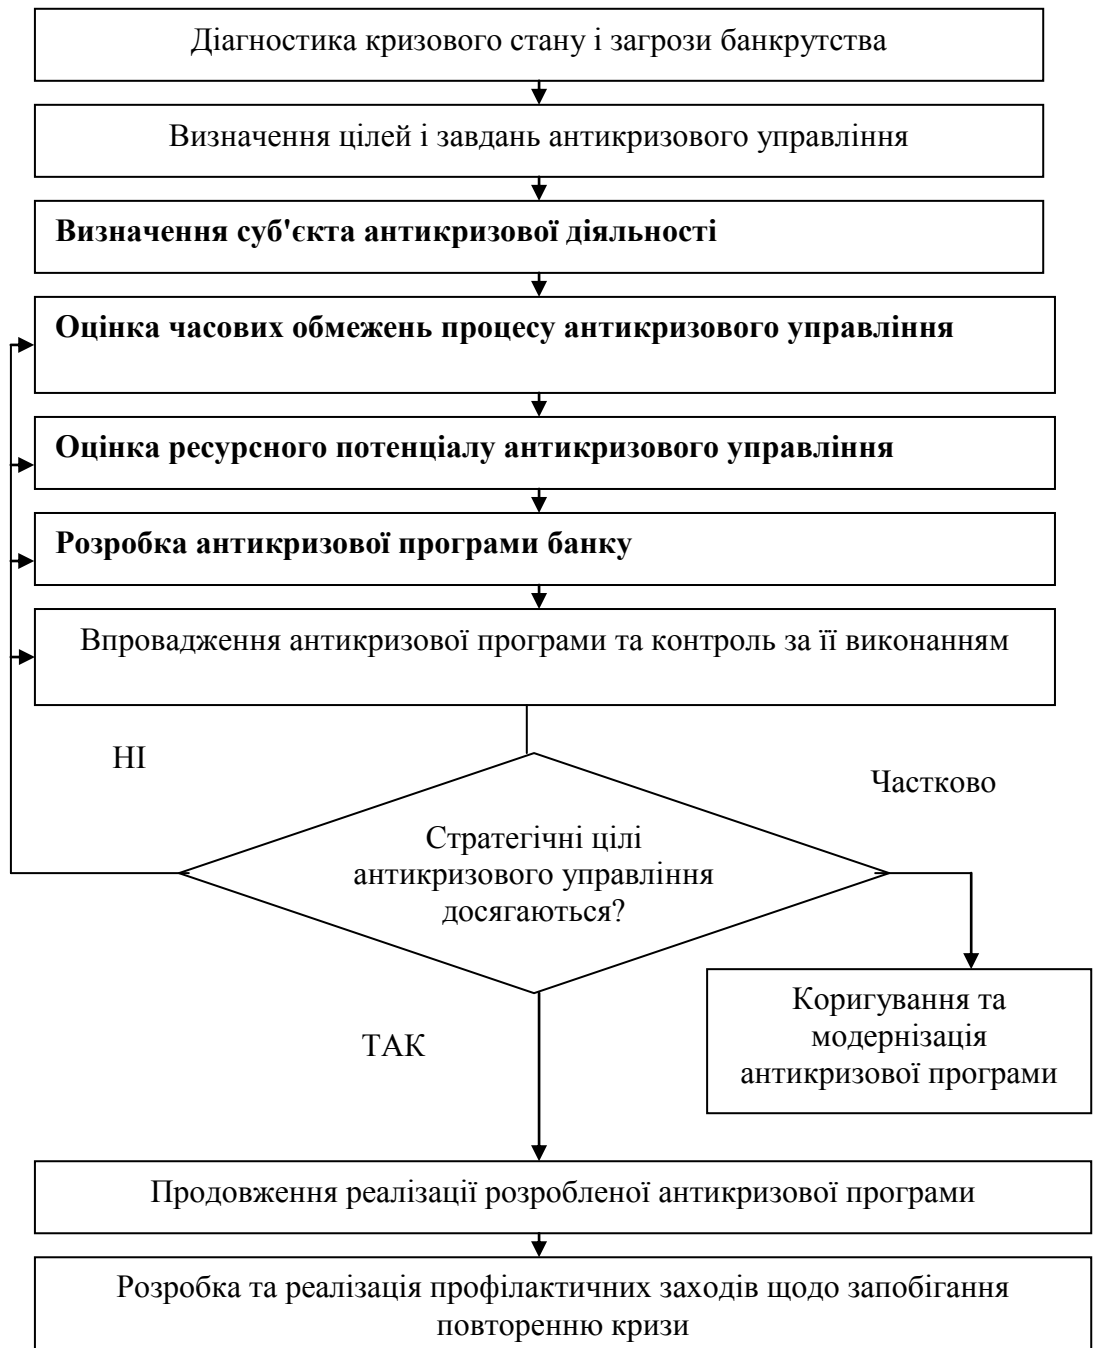 Діагностика кризового стану і загрози банкрутства
Визначення цілей і завдань антикризового управління
Визначення суб'єкта антикризової діяльності
Оцінка часових обмежень процесу антикризового управління
Оцінка ресурсного потенціалу антикризового управління
Розробка антикризової програми банку
Впровадження антикризової програми та контроль за її виконанням
НІ
Частково
Стратегічні цілі
антикризового управління
досягаються?
Коригування та
модернізація
антикризової програми
ТАК
Продовження реалізації розробленої антикризової програми
Розробка та реалізація профілактичних заходів щодо запобігання
повторенню кризи